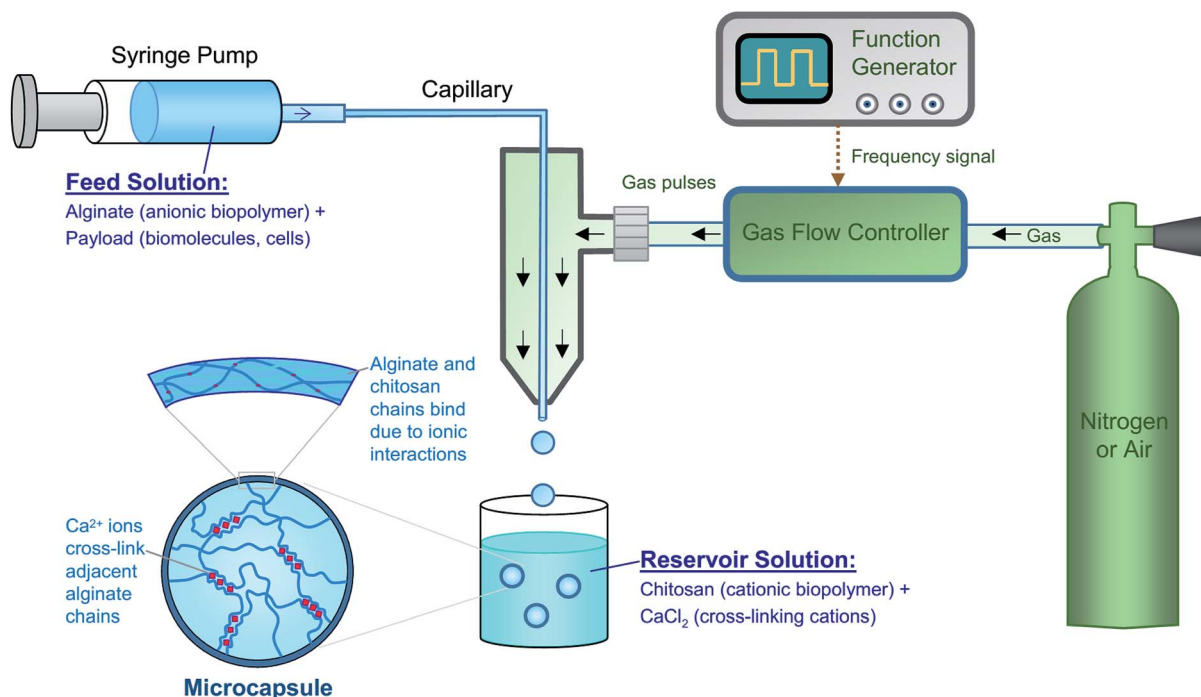 Syringe Pump
Capillary
Feed Solution:
Alginate (anionic biopolymer) +
Payload (biomolecules, cells)
Function
Generator
Frequency signal
Gas pulses
Gas Flow Controller
Gas
Nitrogen
or Air
Alginate and
chitosan
chains bind
due to ionic
interactions
Ca²⁺ ions
cross-link
adjacent
alginate
chains
Microcapsule
Reservoir Solution:
Chitosan (cationic biopolymer) +
CaCl₂ (cross-linking cations)